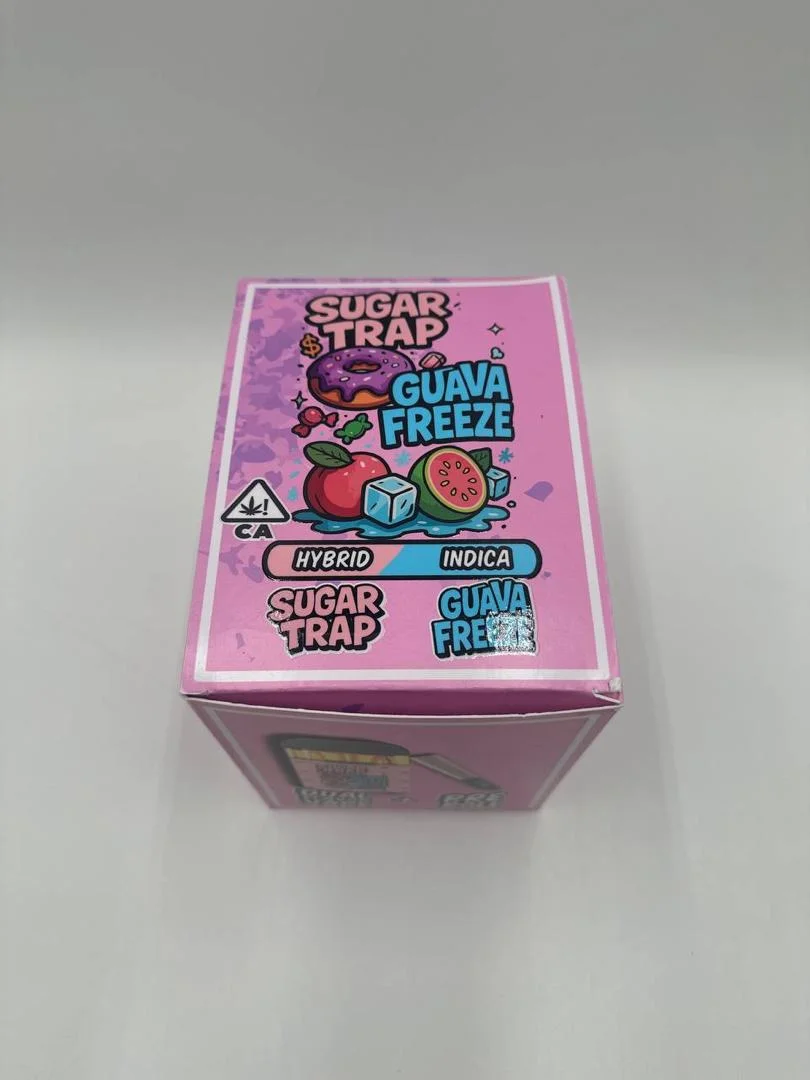 SUGAR
TRAP
$
GUAVA
FREEZE
!
CA
HYBRID INDICA
SUGAR
TRAP
GUAVA
FREEZE